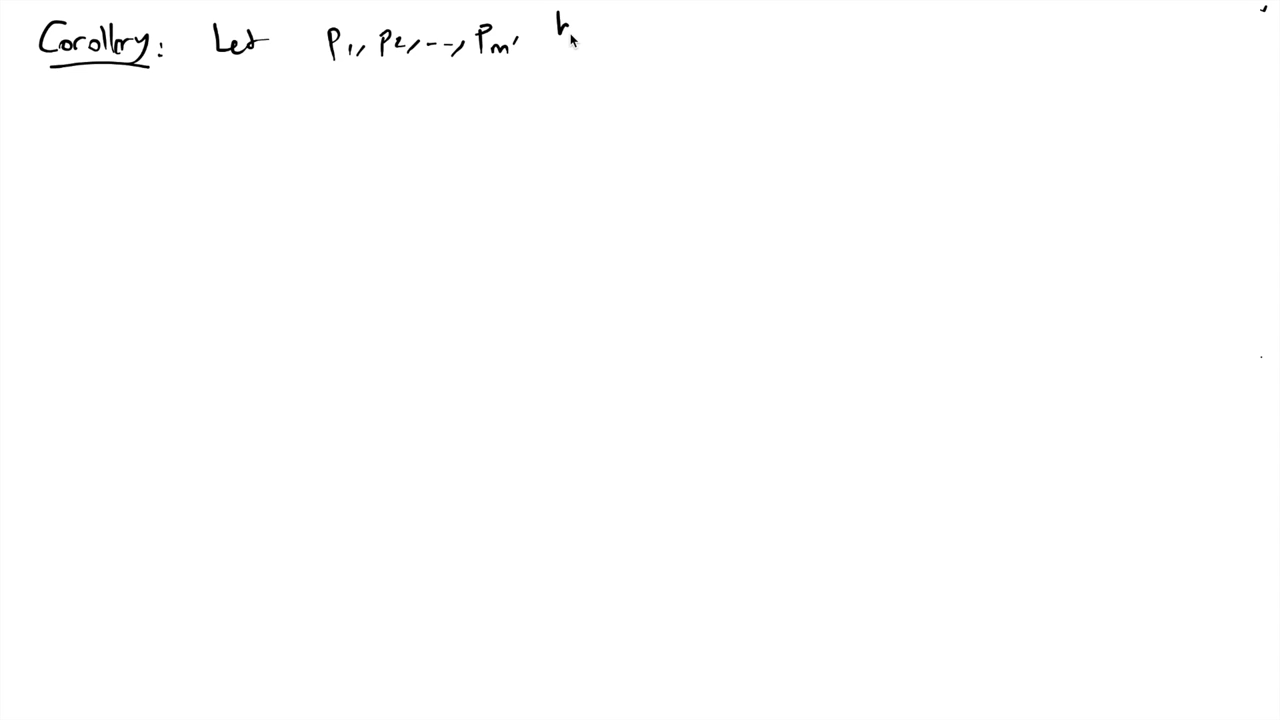 Corollary: Let P₁, P₂, --, Pₘ,